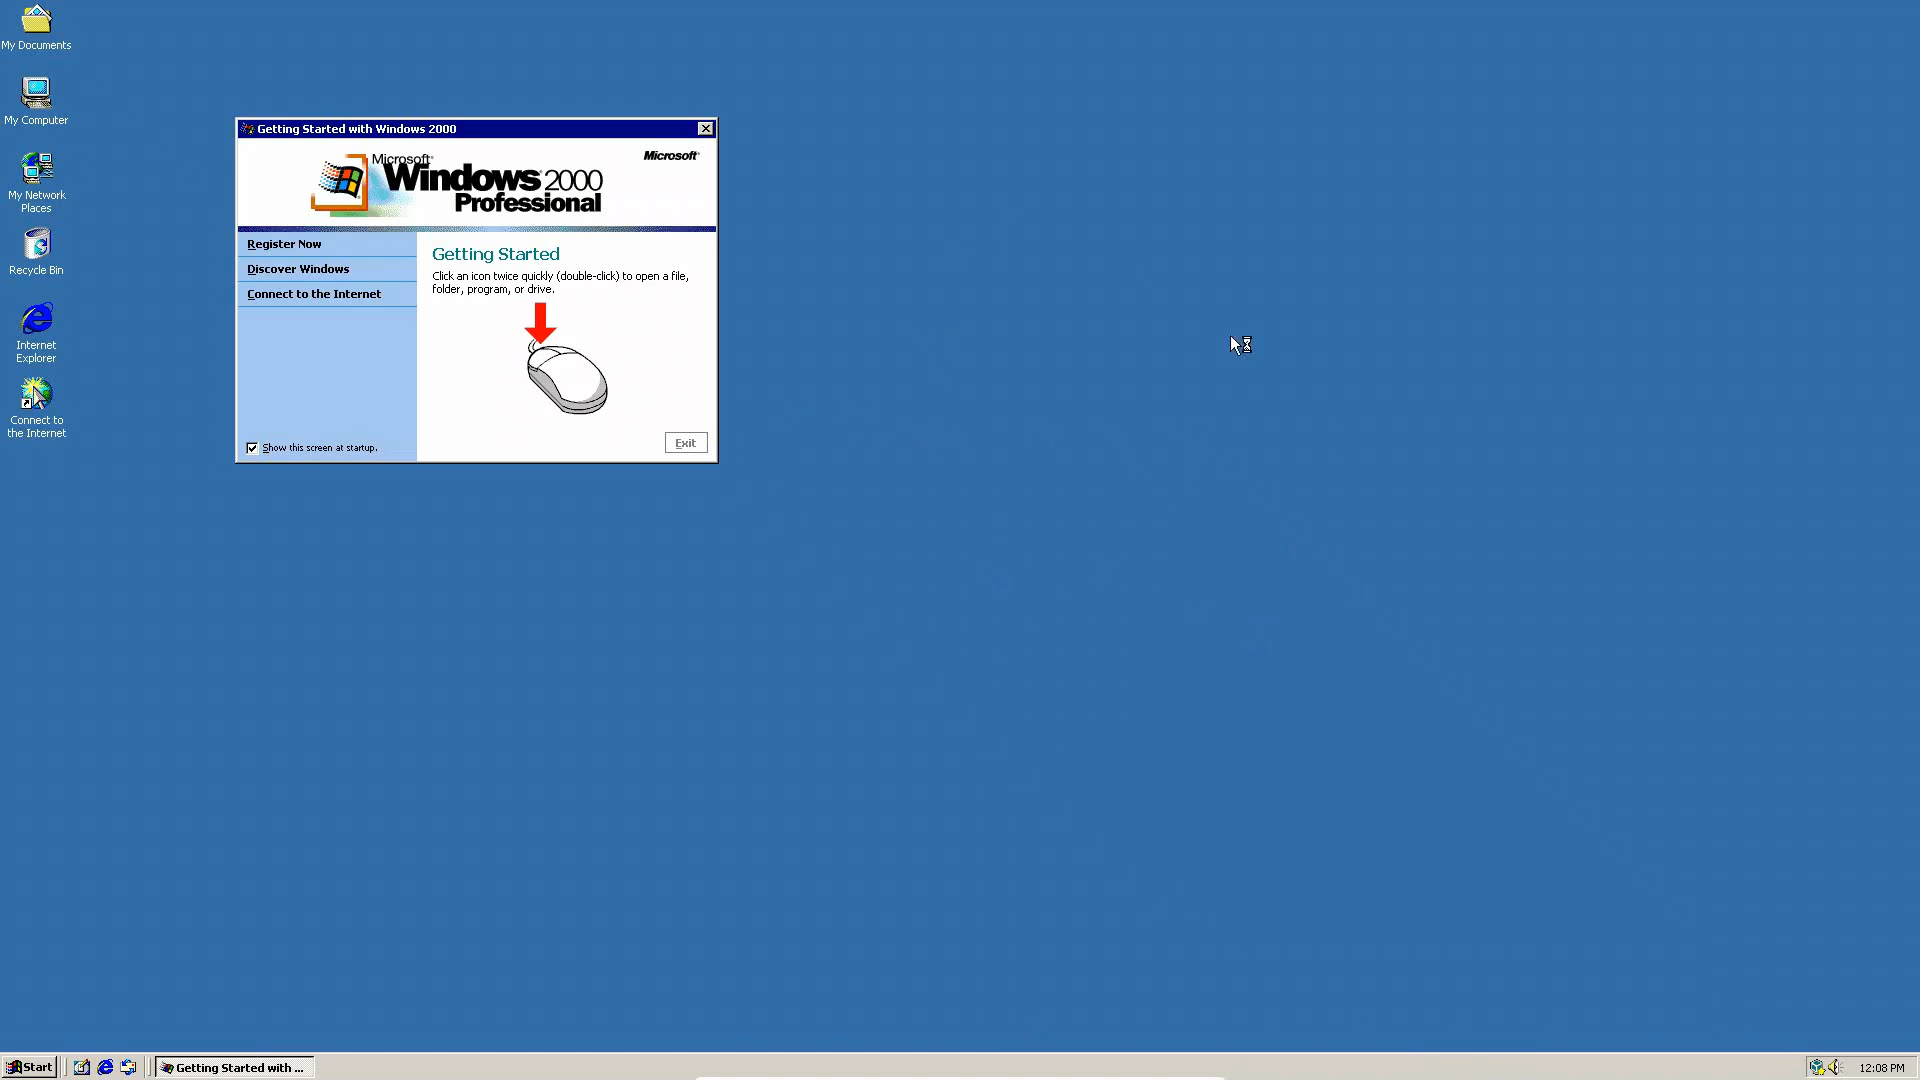 My Documents
My Computer
My Network
Places
Recycle Bin
Internet
Explorer
Connect to
the Internet
Getting Started with Windows 2000
Microsoft
Microsoft
Windows 2000
Professional
Register Now
Discover Windows
Connect to the Internet
Getting Started
Click an icon twice quickly (double-click) to open a file,
folder, program, or drive.
Show this screen at startup.
Exit
Start
Getting Started with ...
12:08 PM